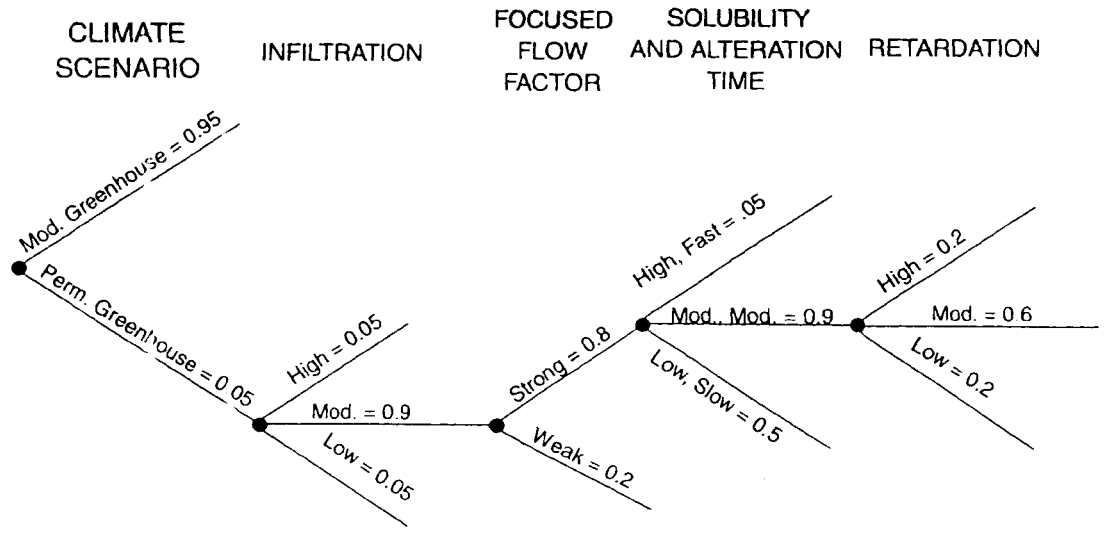 CLIMATE
SCENARIO
INFILTRATION
FOCUSED
FLOW
FACTOR
SOLUBILITY
AND ALTERATION
TIME
RETARDATION
Mod. Greenhouse = 0.95
Perm. Greenhouse = 0 05
High = 0.05
Mod. = 0.9
Low = 0.05
Strong = 0.8
Weak = 0.2
High, Fast = .05
Mod., Mod. = 0.9
Low, Slow = 0.5
High = 0.2
Mod. = 0.6
Low = 0.2